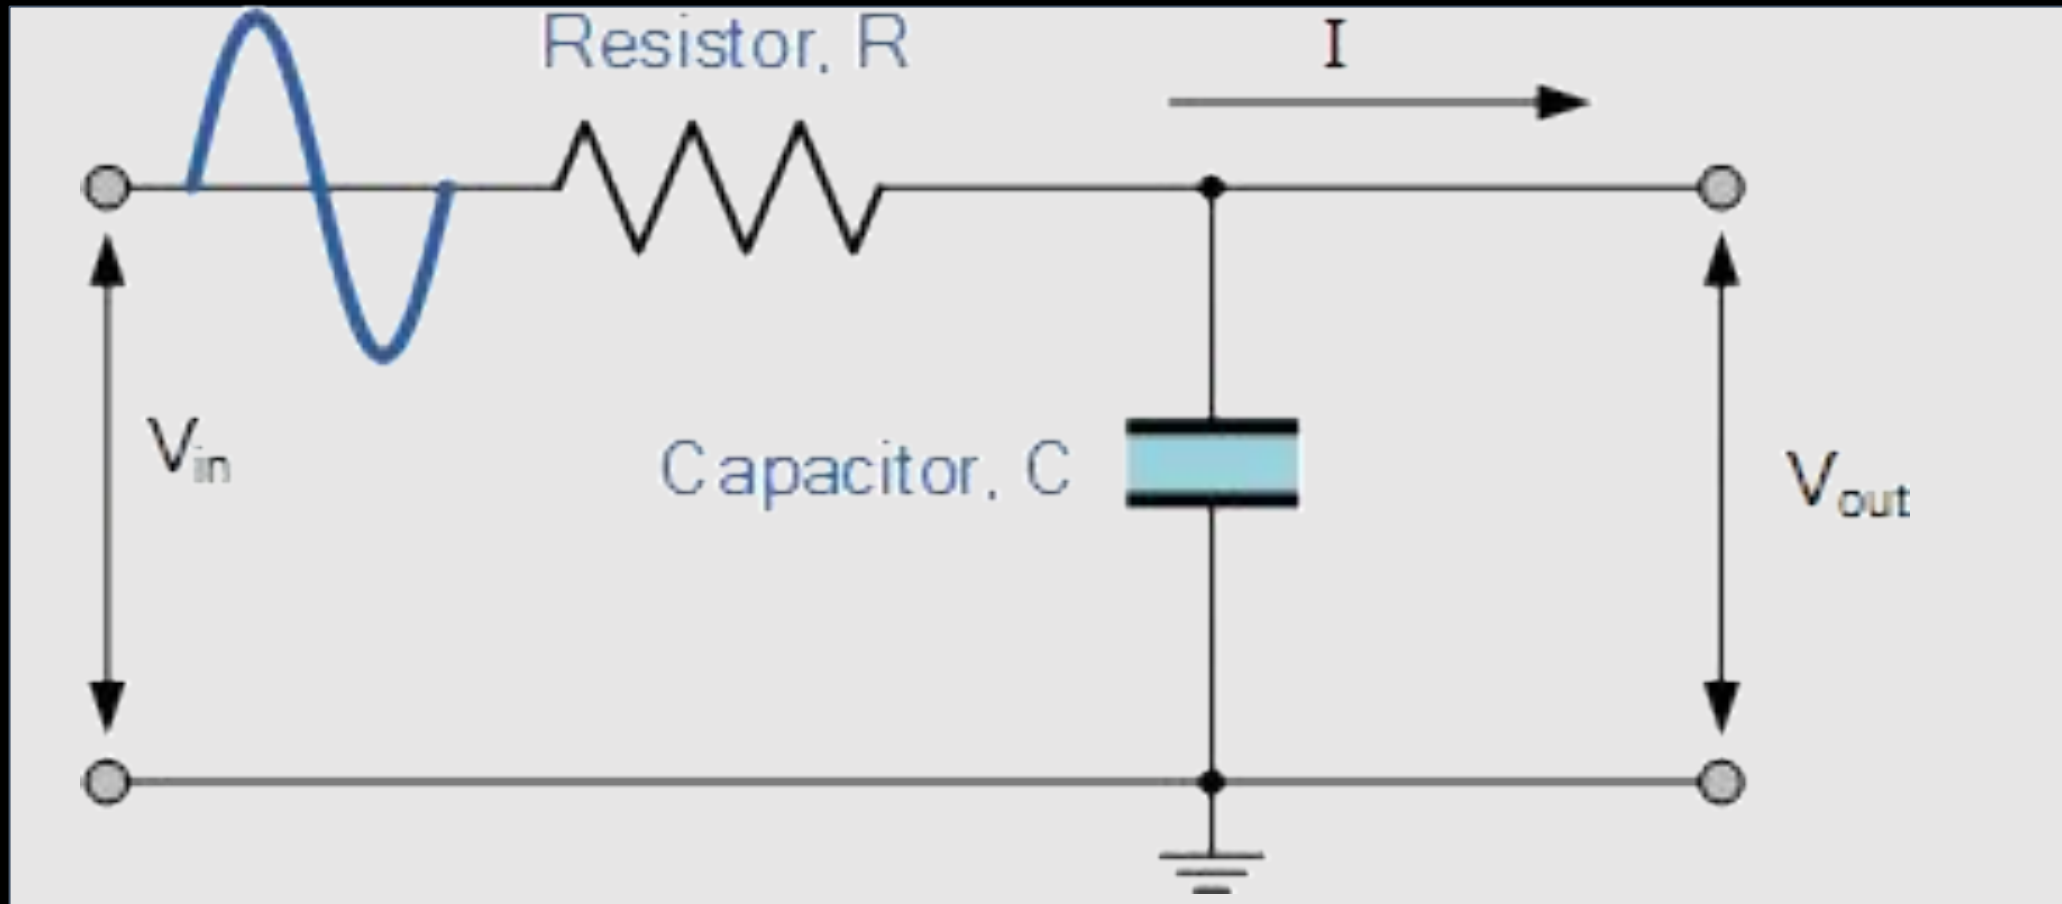 Resistor, R
I
Vin
Capacitor, C
Vout